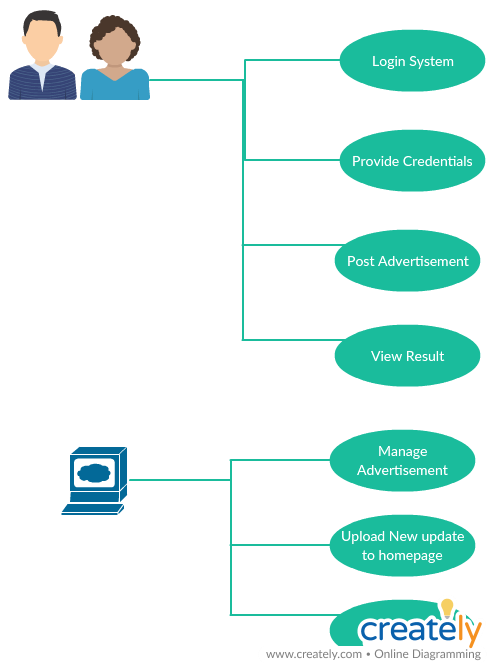 Login System
Provide Credentials
Post Advertisement
View Result
Manage
Advertisement
Upload New update
to homepage
creately
www.creately.com • Online Diagramming